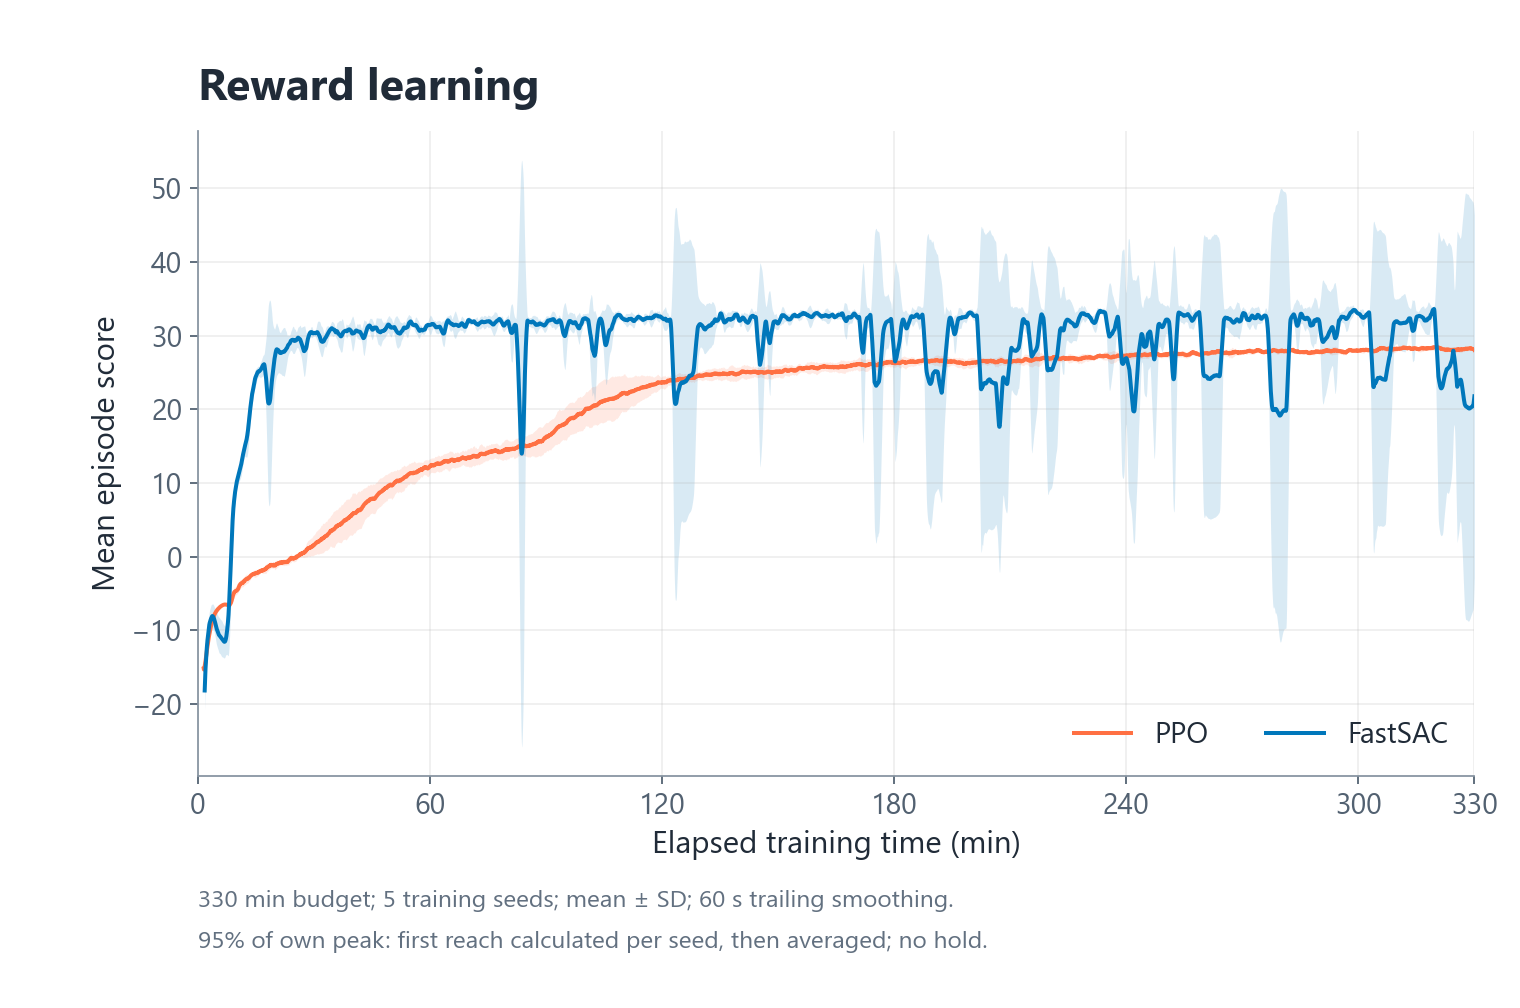 Reward learning
50
40
30
20
10
0
−10
−20
Mean episode score
PPO
FastSAC
0
60
120
180
240
300
330
Elapsed training time (min)
330 min budget; 5 training seeds; mean ± SD; 60 s trailing smoothing.
95% of own peak: first reach calculated per seed, then averaged; no hold.